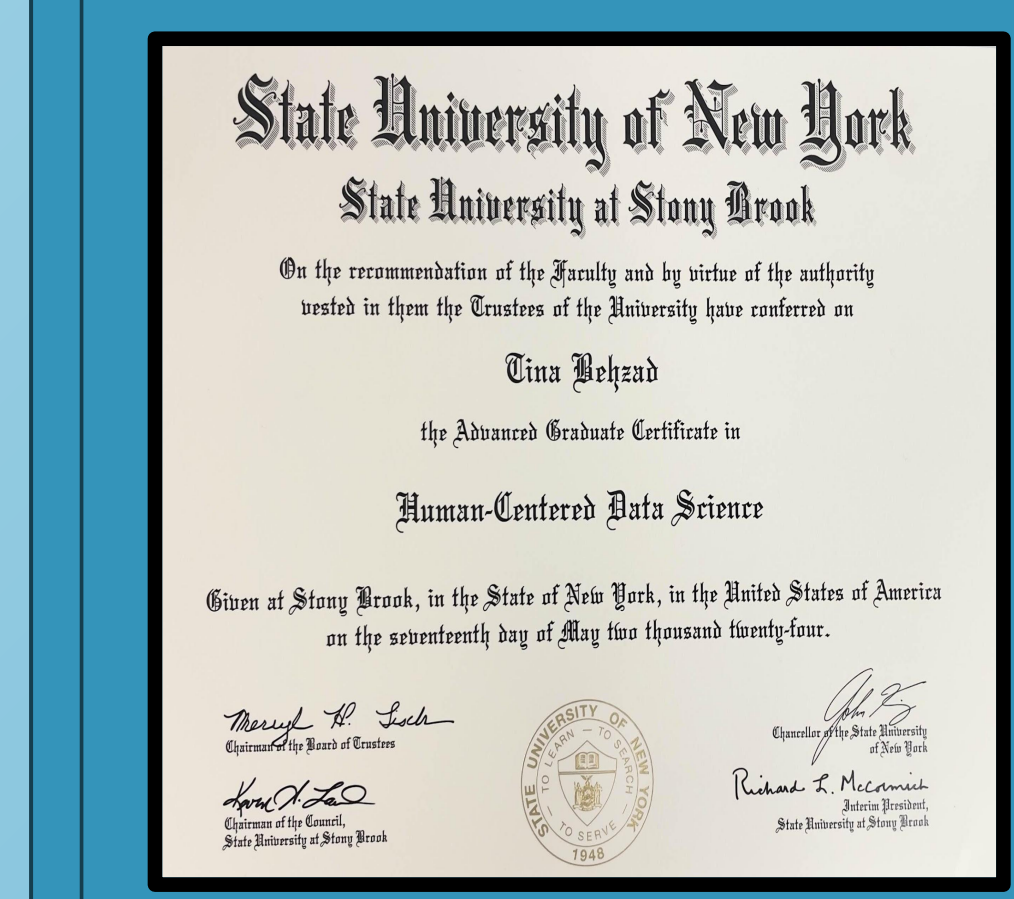 State University of New York
State University at Stony Brook
On the recommendation of the Faculty and by virtue of the authority
vested in them the Trustees of the University have conferred on
Tina Behzad
the Advanced Graduate Certificate in
Human-Centered Data Science
Given at Stony Brook, in the State of New York, in the United States of America
on the seventeenth day of May two thousand twenty-four.
Merryl H. Tisch
Chairman of the Board of Trustees
John
Chancellor of the State University
of New York
Chairman of the Council,
State University at Stony Brook
Richard L. McCormick
Interim President,
State University at Stony Brook
STATE UNIVERSITY OF NEW YORK
TO LEARN – TO SEARCH – TO SERVE
1948